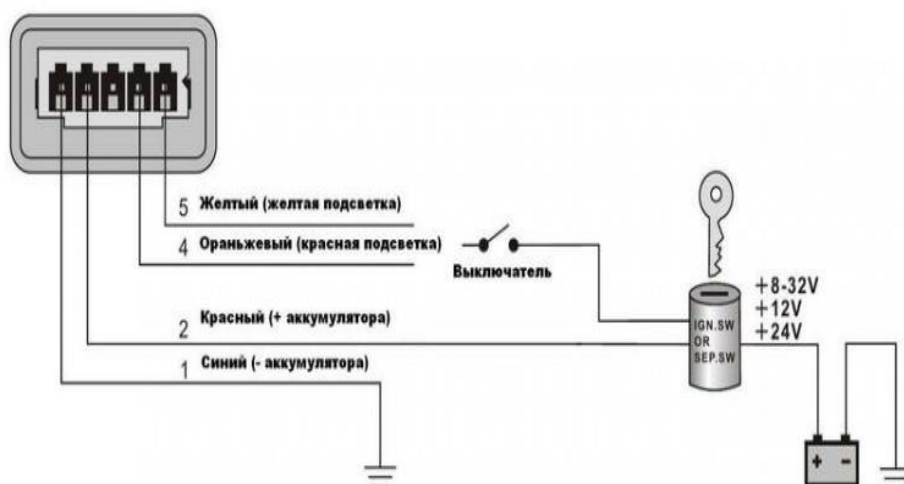 5 Желтый (желтая подсветка)
4 Ораньжевый (красная подсветка)
Выключатель
2 Красный (+ аккумулятора)
1 Синий (- аккумулятора)
+8-32V
+12V
+24V
IGN.SW
OR
SEP.SW
+ -